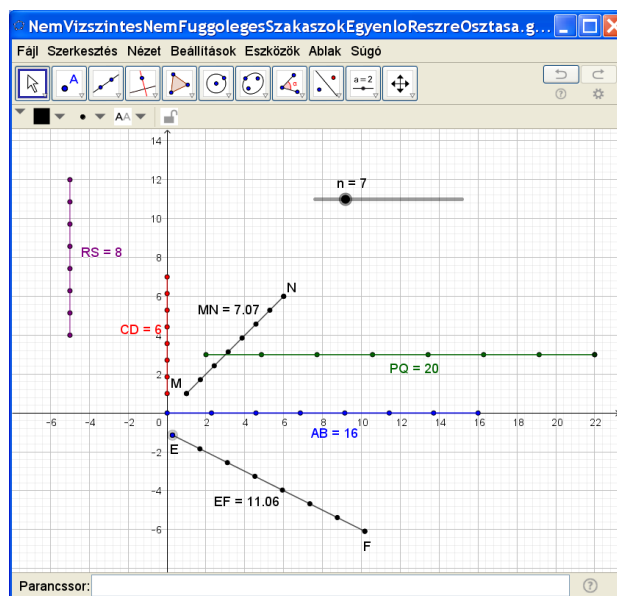 NemVizszintesNemFuggolegesSzakaszokEgyenloReszreOsztasa.g...
Fájl Szerkesztés Nézet Beállítások Eszközök Ablak Súgó
A
a=2
AA
n = 7
14
12
10
8
6
4
2
0
-2
-4
-6
-6 -4 -2 0 2 4 6 8 10 12 14 16 18 20 22
RS = 8
N
MN = 7.07
CD = 6
M
PQ = 20
AB = 16
E
EF = 11.06
F
Parancssor: